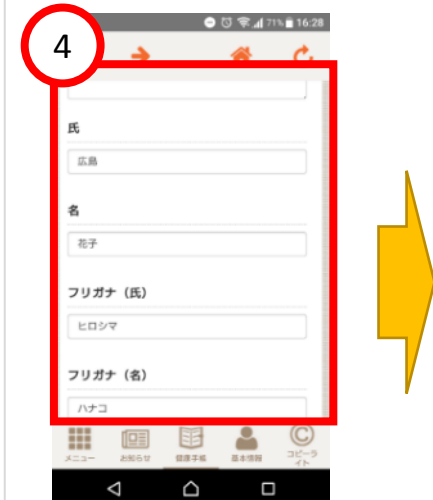 4
71% 16:28
氏
広島
名
花子
フリガナ（氏）
ヒロシマ
フリガナ（名）
ハナコ
メニュー お知らせ 健康手帳 基本情報 コピーラ
イト